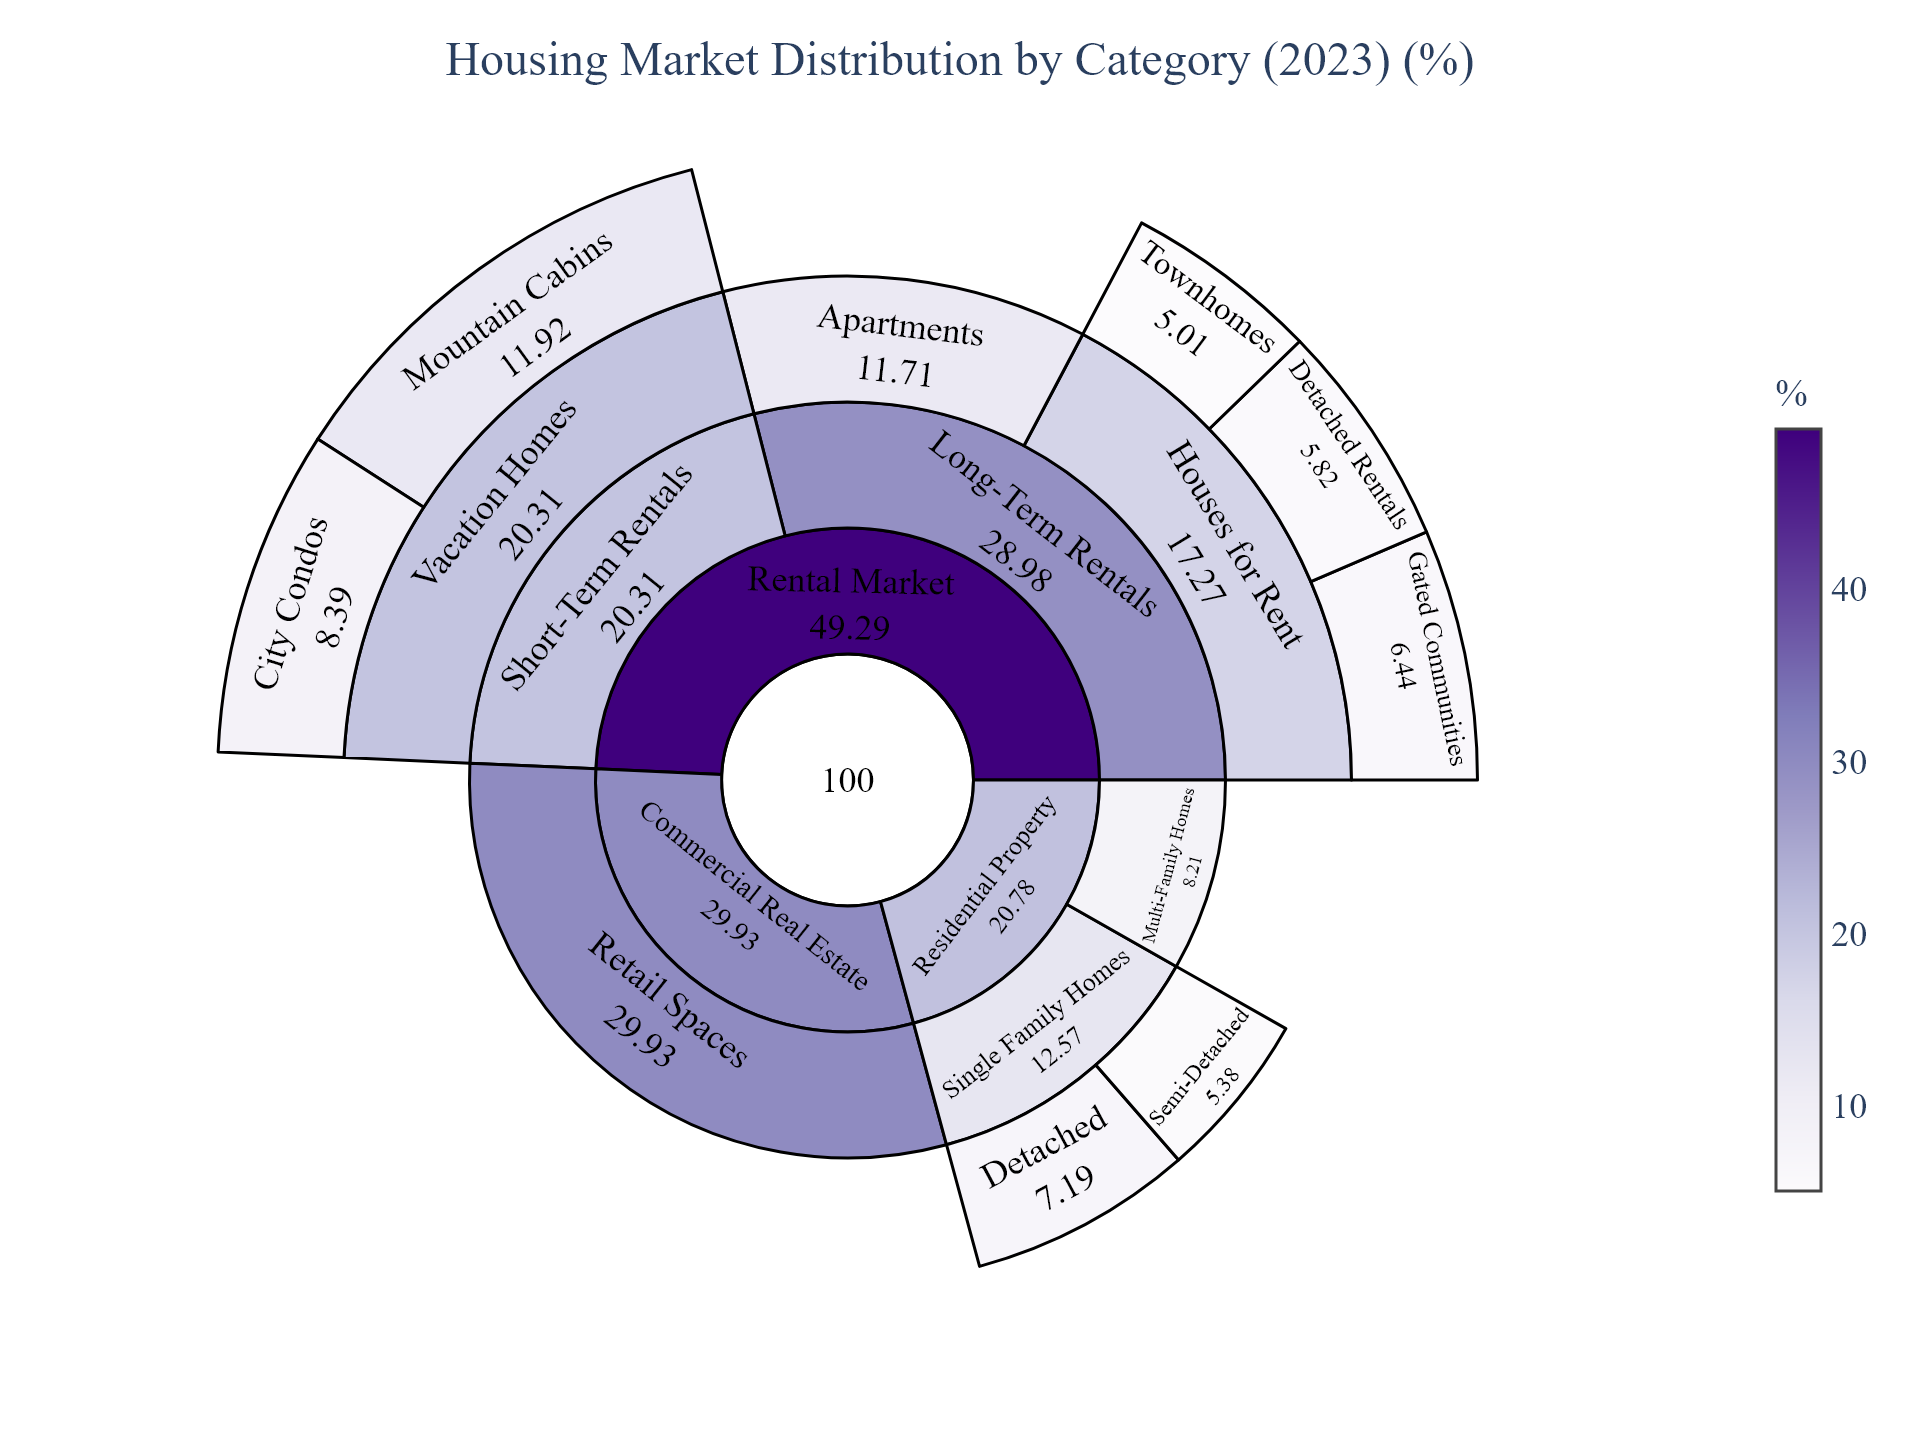 Housing Market Distribution by Category (2023) (%)
Mountain Cabins
11.92
City Condos
8.39
Vacation Homes
20.31
Short-Term Rentals
20.31
Apartments
11.71
Long-Term Rentals
28.98
Rental Market
49.29
Townhomes
5.01
Detached Rentals
5.82
Gated Communities
6.44
Houses for Rent
17.27
100
Commercial Real Estate
29.93
Retail Spaces
29.93
Residential Property
20.78
Multi-Family Homes
8.21
Single Family Homes
12.57
Semi-Detached
5.38
Detached
7.19
%
40
30
20
10